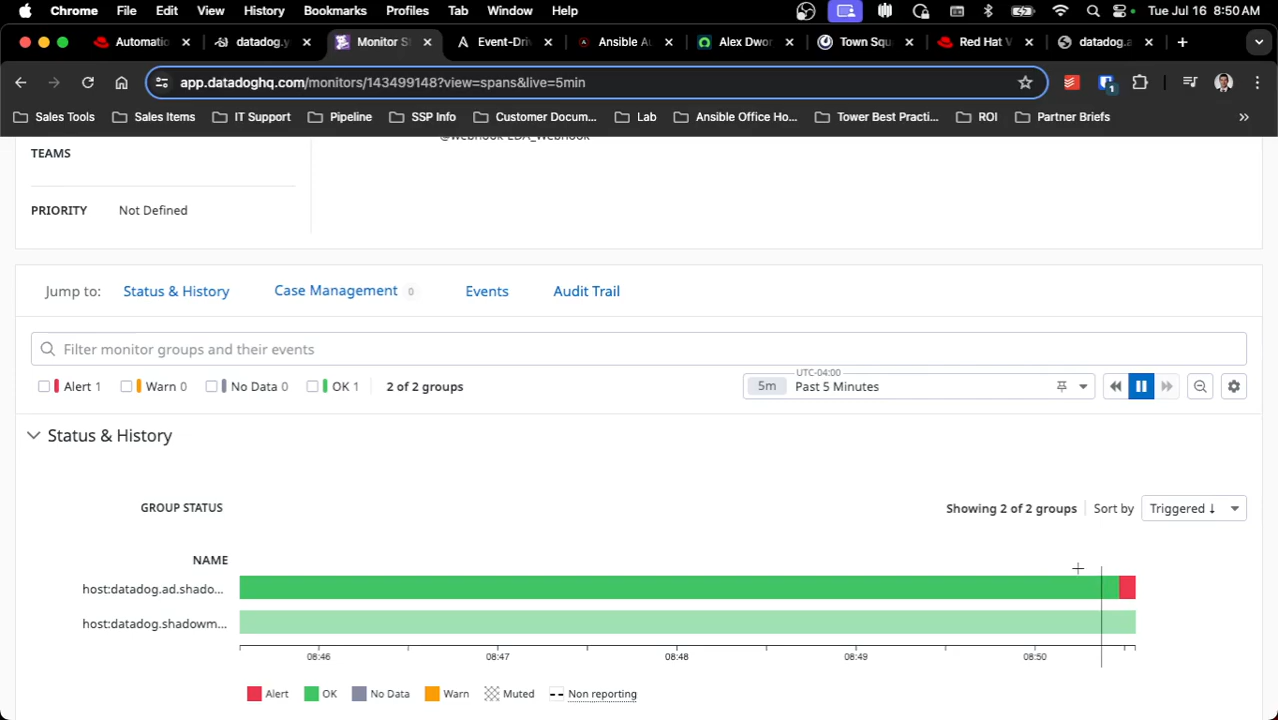 Chrome File Edit View History Bookmarks Profiles Tab Window Help Tue Jul 16 8:50 AM
Automatio datadog.y Monitor S Event-Driv Ansible Au Alex Dwor Town Squ Red Hat V datadog.a
app.datadoghq.com/monitors/143499148?view=spans&live=5min 1
Sales Tools Sales Items IT Support Pipeline SSP Info Customer Docum... Lab Ansible Office Ho... Tower Best Practi... ROI Partner Briefs »
@webhook-EDA_Webhook
TEAMS
PRIORITY Not Defined
Jump to: Status & History Case Management 0 Events Audit Trail
Filter monitor groups and their events
Alert 1 Warn 0 No Data 0 OK 1 2 of 2 groups
UTC-04:00
5m Past 5 Minutes
Status & History
GROUP STATUS Showing 2 of 2 groups Sort by Triggered ↓
NAME
host:datadog.ad.shado...
host:datadog.shadowm...
08:46 08:47 08:48 08:49 08:50
Alert OK No Data Warn Muted Non reporting